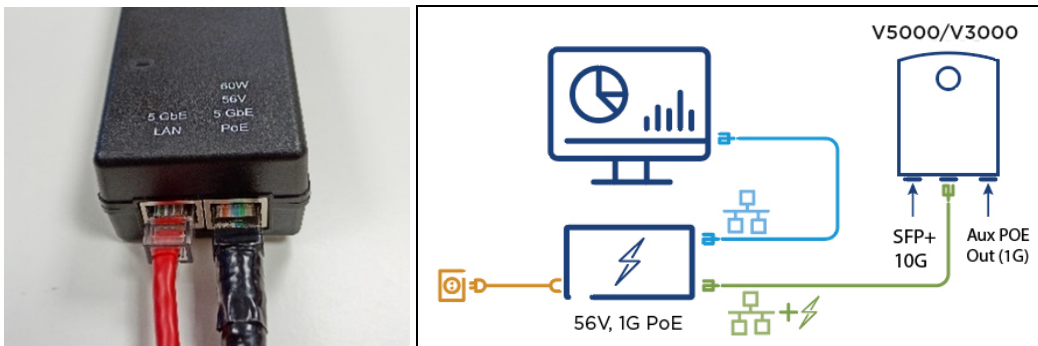 60W
56V
5 GbE
5 GbE
LAN
PoE
V5000/V3000
SFP+
10G
Aux POE
Out (1G)
56V, 1G PoE